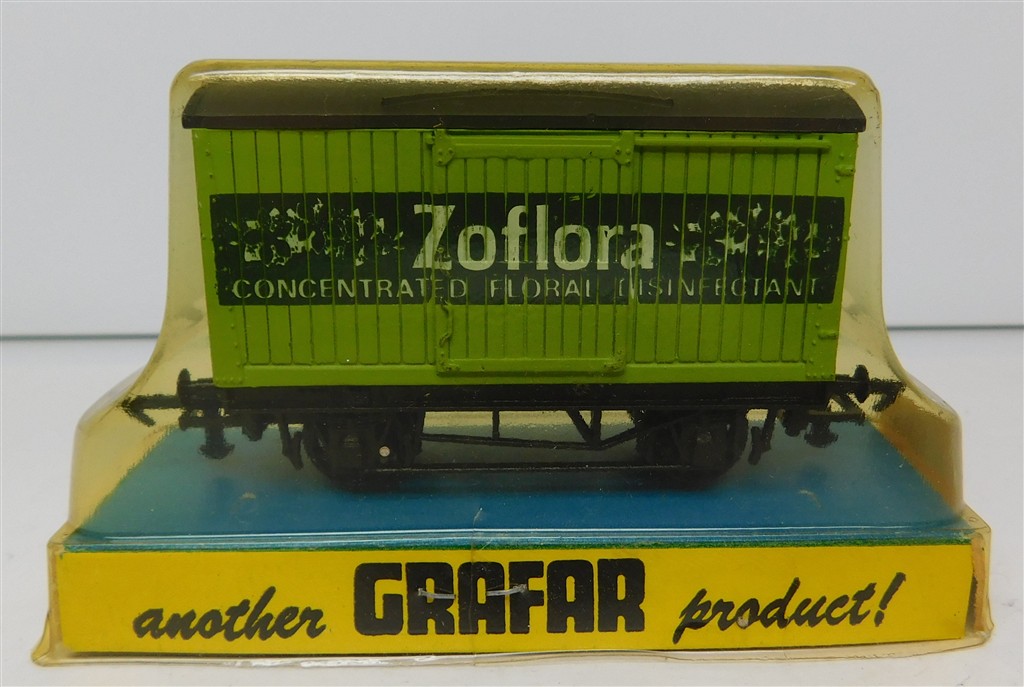 Zoflora
CONCENTRATED FLORAL DISINFECTANT
another GRAFAR product!